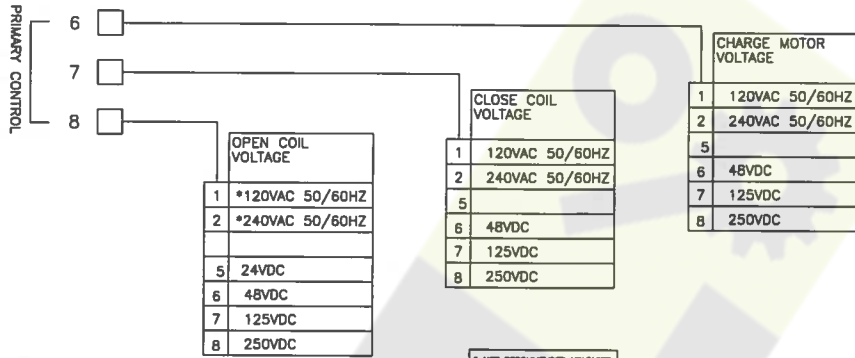 PRIMARY CONTROL
6
7
8
CHARGE MOTOR
VOLTAGE
1 120VAC 50/60HZ
2 240VAC 50/60HZ
5
6 48VDC
7 125VDC
8 250VDC
CLOSE COIL
VOLTAGE
1 120VAC 50/60HZ
2 240VAC 50/60HZ
5
6 48VDC
7 125VDC
8 250VDC
OPEN COIL
VOLTAGE
1 *120VAC 50/60HZ
2 *240VAC 50/60HZ
5 24VDC
6 48VDC
7 125VDC
8 250VDC